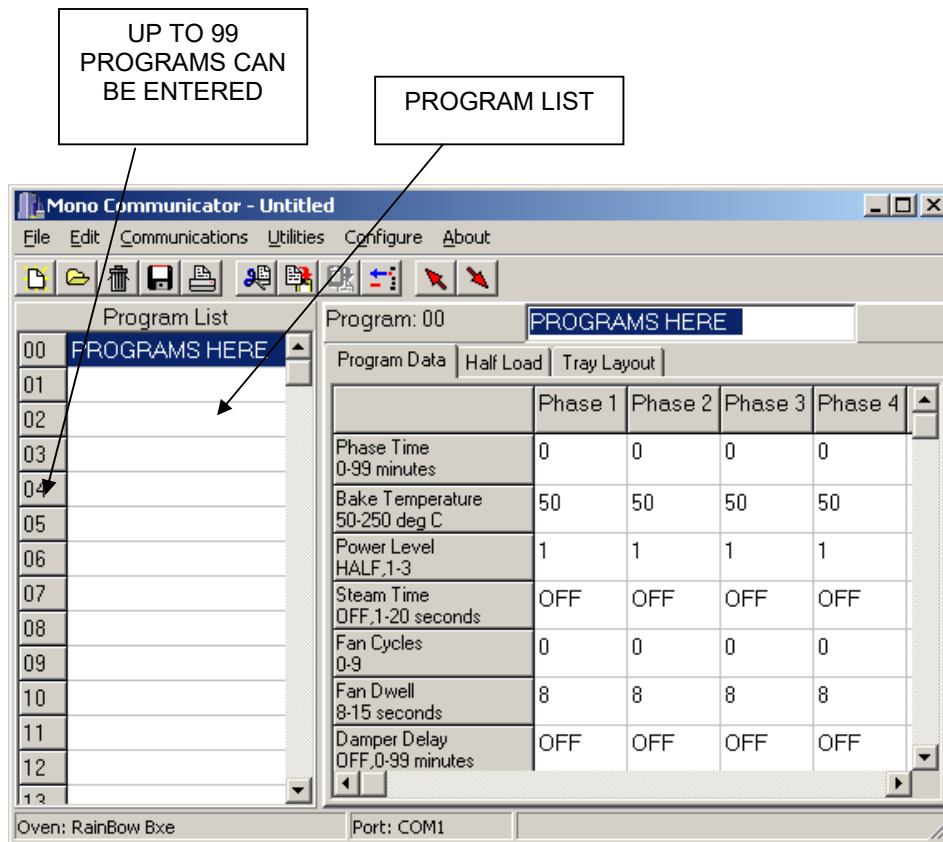 UP TO 99
PROGRAMS CAN
BE ENTERED
PROGRAM LIST
Mono Communicator - Untitled
File Edit Communications Utilities Configure About
Program List
00 PROGRAMS HERE
01
02
03
04
05
06
07
08
09
10
11
12
13
Program: 00 PROGRAMS HERE
Program Data Half Load Tray Layout
Phase 1 Phase 2 Phase 3 Phase 4
Phase Time
0-99 minutes
0 0 0 0
Bake Temperature
50-250 deg C
50 50 50 50
Power Level
HALF,1-3
1 1 1 1
Steam Time
OFF,1-20 seconds
OFF OFF OFF OFF
Fan Cycles
0-9
0 0 0 0
Fan Dwell
8-15 seconds
8 8 8 8
Damper Delay
OFF,0-99 minutes
OFF OFF OFF OFF
Oven: RainBow Bxe Port: COM1